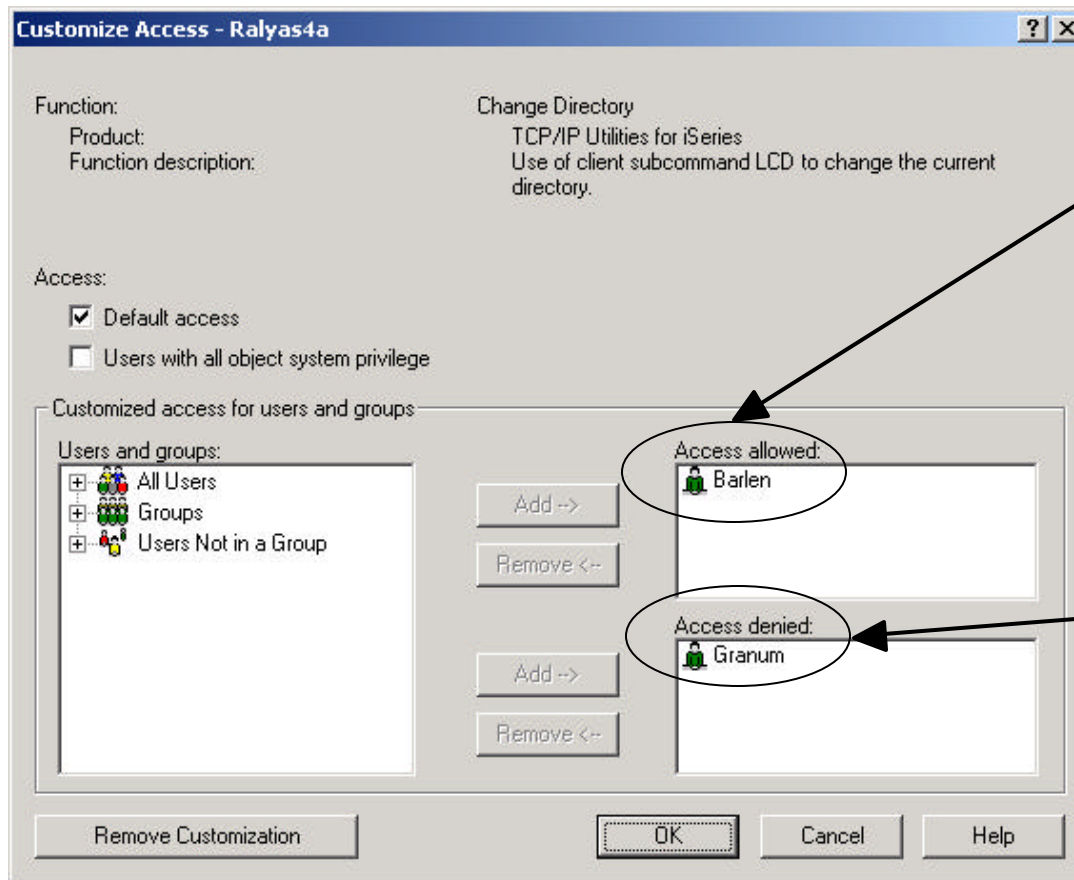 Customize Access - Ralyas4a
Function:
Change Directory
Product:
TCP/IP Utilities for iSeries
Function description:
Use of client subcommand LCD to change the current
directory.
Access:
Default access
Users with all object system privilege
Customized access for users and groups
Users and groups:
All Users
Groups
Users Not in a Group
Add -->
Remove <--
Access allowed:
Barlen
Add -->
Remove <--
Access denied:
Granum
Remove Customization
OK
Cancel
Help